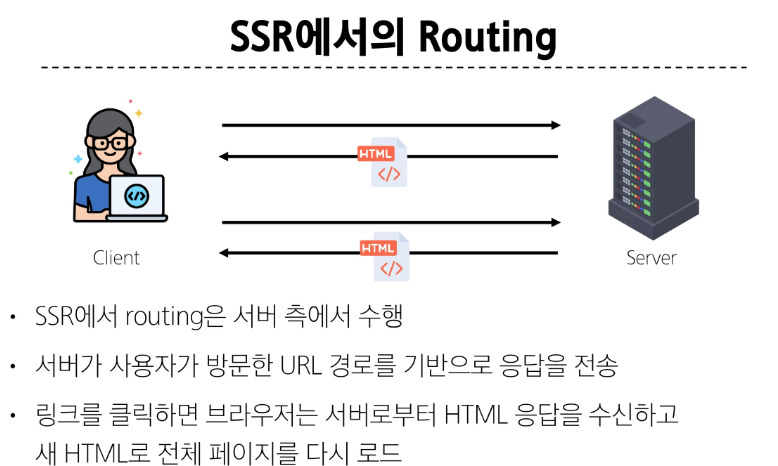 SSR에서의 Routing
HTML
</>
</>
HTML
</>
Client
Server
• SSR에서 routing은 서버 측에서 수행
• 서버가 사용자가 방문한 URL 경로를 기반으로 응답을 전송
• 링크를 클릭하면 브라우저는 서버로부터 HTML 응답을 수신하고
새 HTML로 전체 페이지를 다시 로드